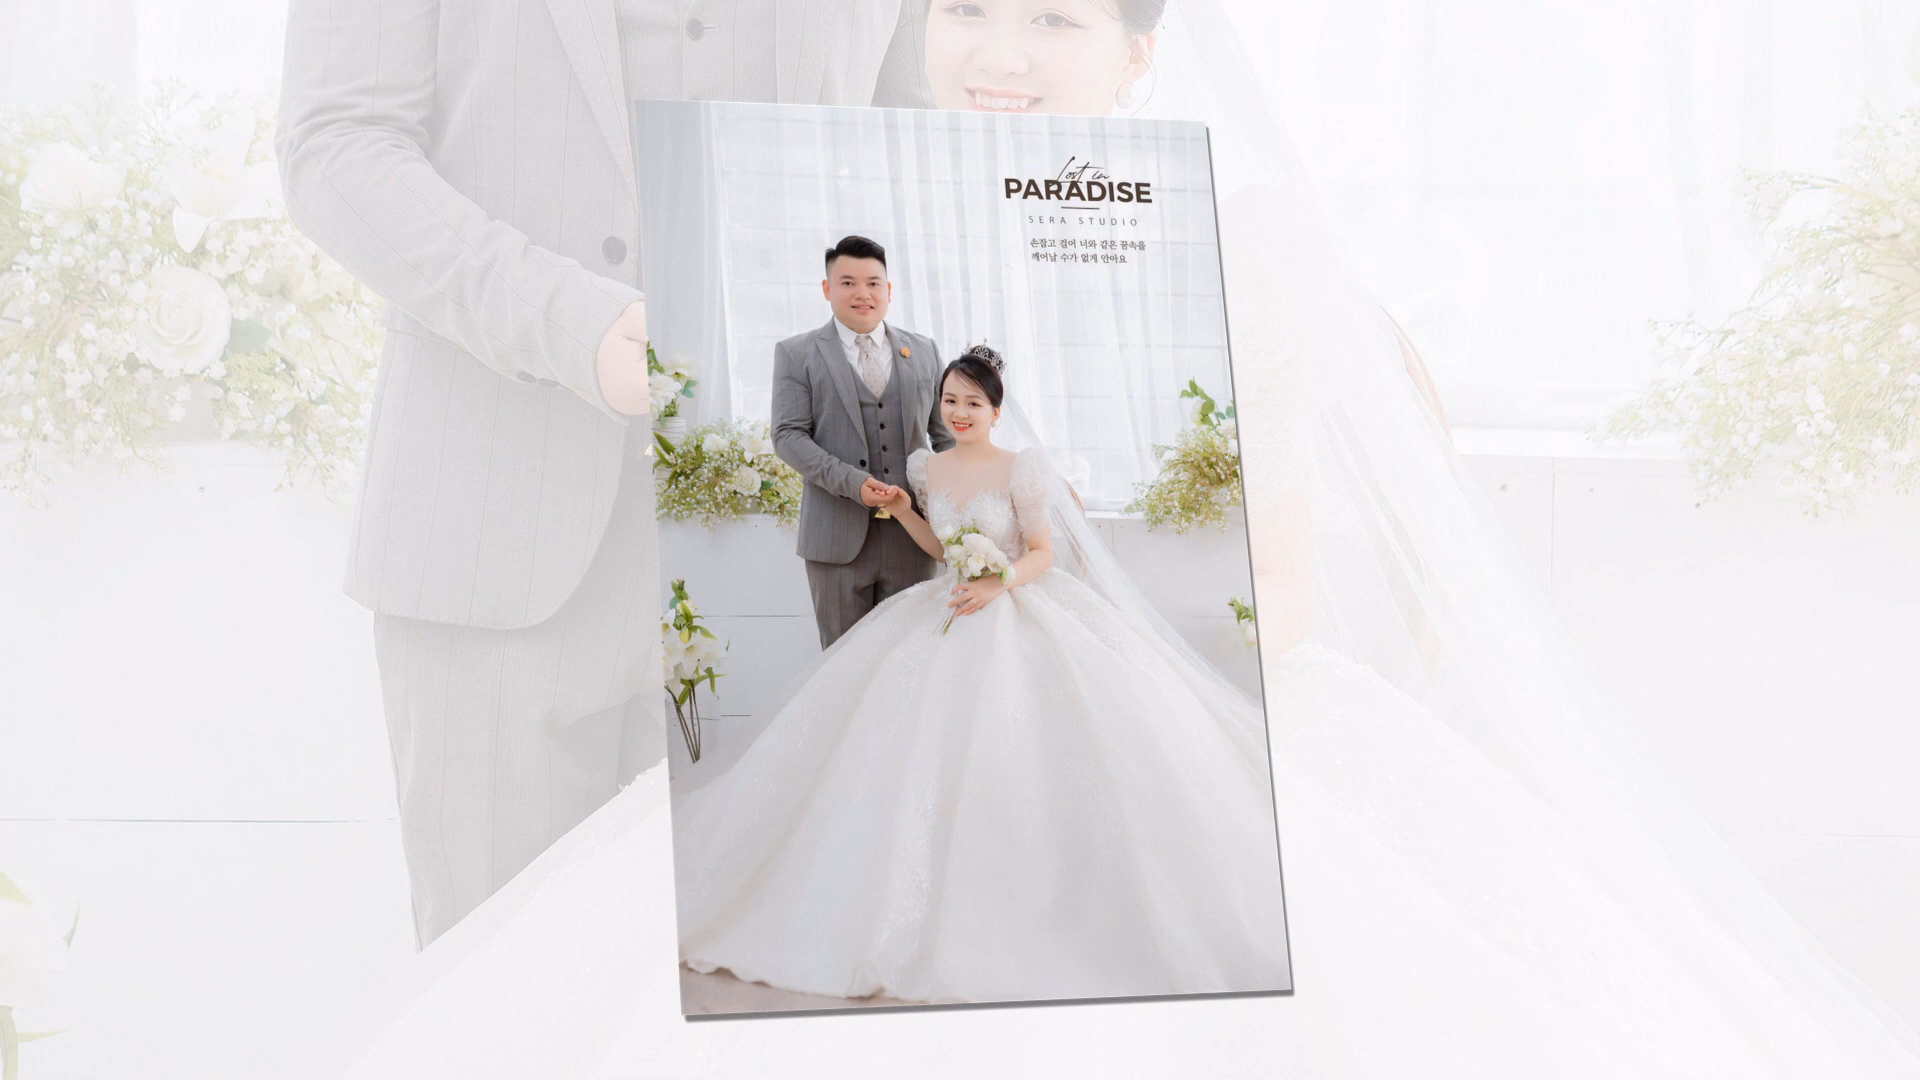 Lost in
PARADISE
SERA STUDIO
손잡고 걸어 너와 같은 꿈속을
깨어날 수가 없게 안아요